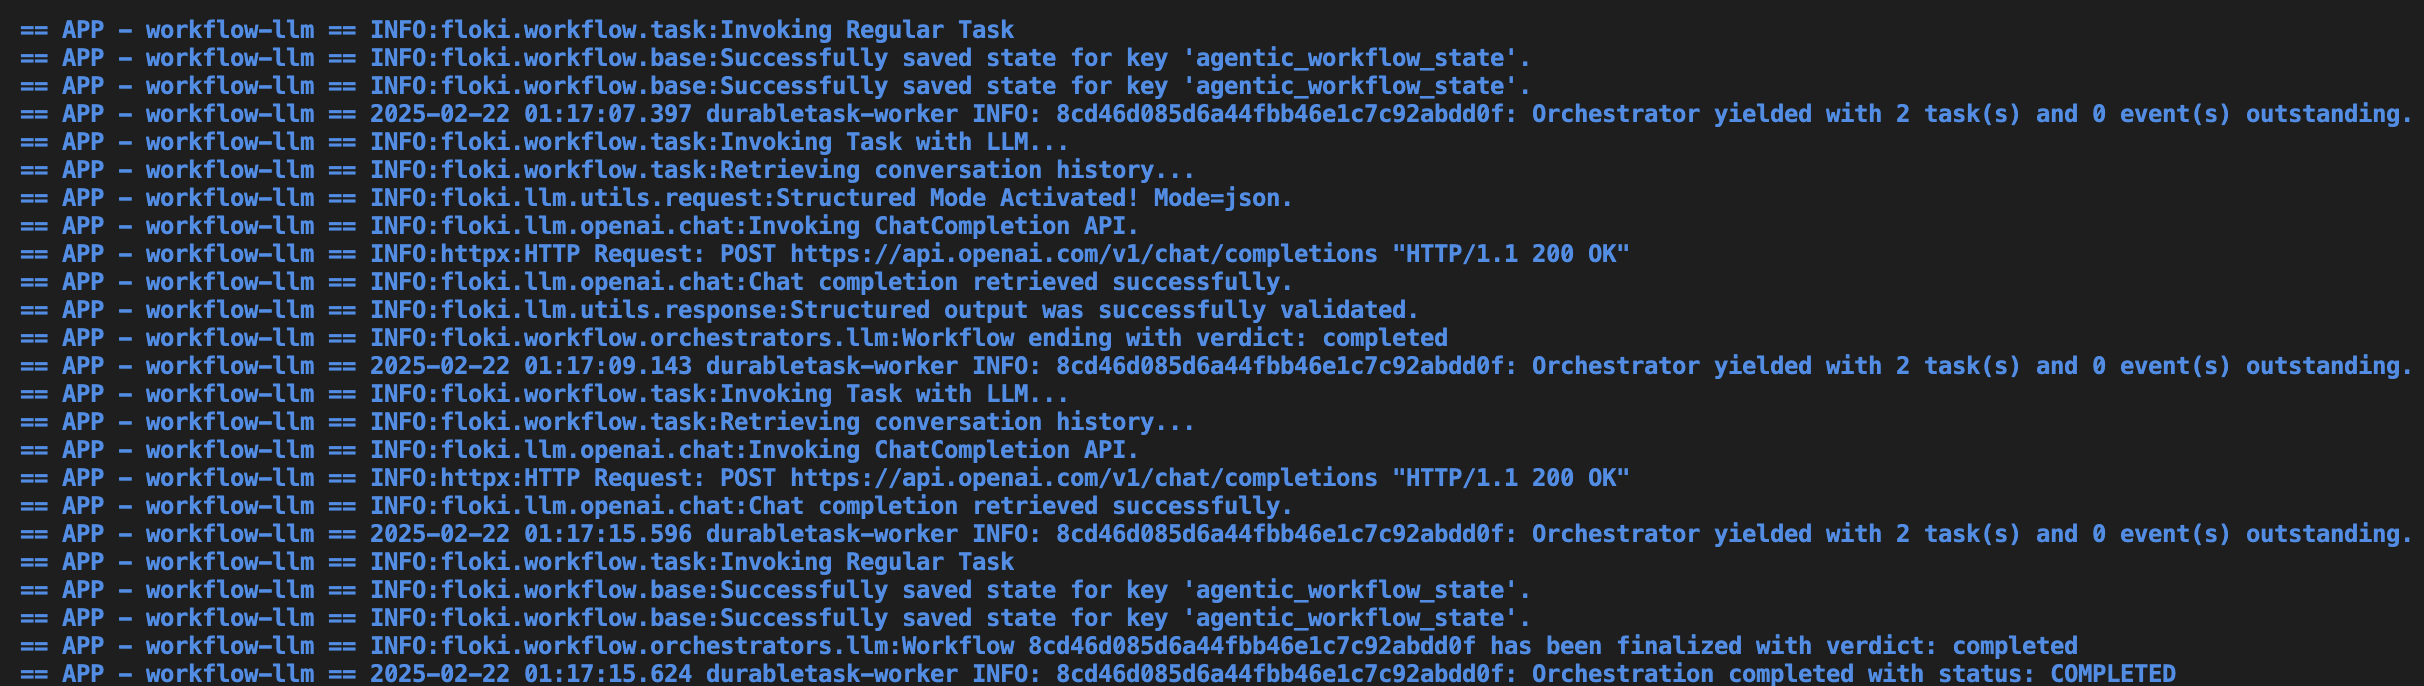 == APP - workflow-llm == INFO:floki.workflow.task:Invoking Regular Task
== APP - workflow-llm == INFO:floki.workflow.base:Successfully saved state for key 'agentic_workflow_state'.
== APP - workflow-llm == INFO:floki.workflow.base:Successfully saved state for key 'agentic_workflow_state'.
== APP - workflow-llm == 2025-02-22 01:17:07.397 durabletask-worker INFO: 8cd46d085d6a44fbb46e1c7c92abdd0f: Orchestrator yielded with 2 task(s) and 0 event(s) outstanding.
== APP - workflow-llm == INFO:floki.workflow.task:Invoking Task with LLM...
== APP - workflow-llm == INFO:floki.workflow.task:Retrieving conversation history...
== APP - workflow-llm == INFO:floki.llm.utils.request:Structured Mode Activated! Mode=json.
== APP - workflow-llm == INFO:floki.llm.openai.chat:Invoking ChatCompletion API.
== APP - workflow-llm == INFO:httpx:HTTP Request: POST https://api.openai.com/v1/chat/completions "HTTP/1.1 200 OK"
== APP - workflow-llm == INFO:floki.llm.openai.chat:Chat completion retrieved successfully.
== APP - workflow-llm == INFO:floki.llm.utils.response:Structured output was successfully validated.
== APP - workflow-llm == INFO:floki.workflow.orchestrators.llm:Workflow ending with verdict: completed
== APP - workflow-llm == 2025-02-22 01:17:09.143 durabletask-worker INFO: 8cd46d085d6a44fbb46e1c7c92abdd0f: Orchestrator yielded with 2 task(s) and 0 event(s) outstanding.
== APP - workflow-llm == INFO:floki.workflow.task:Invoking Task with LLM...
== APP - workflow-llm == INFO:floki.workflow.task:Retrieving conversation history...
== APP - workflow-llm == INFO:floki.llm.openai.chat:Invoking ChatCompletion API.
== APP - workflow-llm == INFO:httpx:HTTP Request: POST https://api.openai.com/v1/chat/completions "HTTP/1.1 200 OK"
== APP - workflow-llm == INFO:floki.llm.openai.chat:Chat completion retrieved successfully.
== APP - workflow-llm == 2025-02-22 01:17:15.596 durabletask-worker INFO: 8cd46d085d6a44fbb46e1c7c92abdd0f: Orchestrator yielded with 2 task(s) and 0 event(s) outstanding.
== APP - workflow-llm == INFO:floki.workflow.task:Invoking Regular Task
== APP - workflow-llm == INFO:floki.workflow.base:Successfully saved state for key 'agentic_workflow_state'.
== APP - workflow-llm == INFO:floki.workflow.base:Successfully saved state for key 'agentic_workflow_state'.
== APP - workflow-llm == INFO:floki.workflow.orchestrators.llm:Workflow 8cd46d085d6a44fbb46e1c7c92abdd0f has been finalized with verdict: completed
== APP - workflow-llm == 2025-02-22 01:17:15.624 durabletask-worker INFO: 8cd46d085d6a44fbb46e1c7c92abdd0f: Orchestration completed with status: COMPLETED